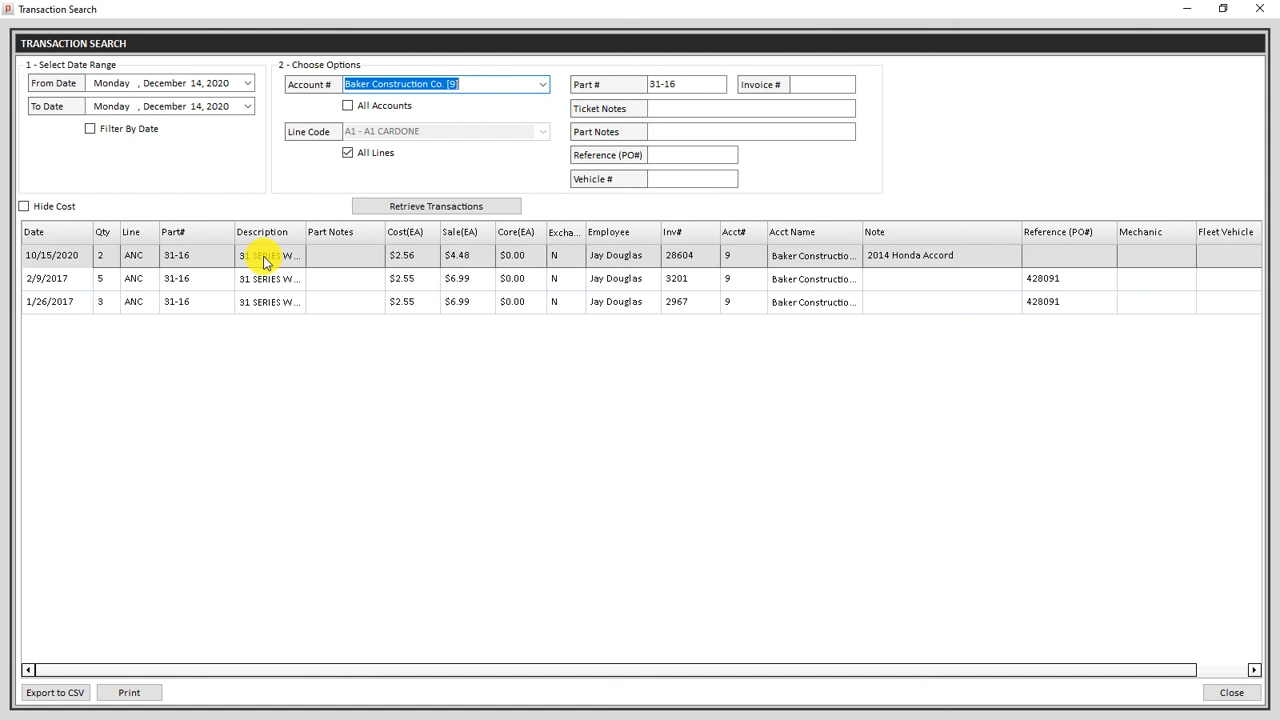 Transaction Search
TRANSACTION SEARCH
1 - Select Date Range
From Date Monday , December 14, 2020
To Date Monday , December 14, 2020
Filter By Date
2 - Choose Options
Account # Baker Construction Co. [9]
All Accounts
Line Code A1 - A1 CARDONE
All Lines
Part # 31-16 Invoice #
Ticket Notes
Part Notes
Reference (PO#)
Vehicle #
Hide Cost Retrieve Transactions
Date Qty Line Part# Description Part Notes Cost(EA) Sale(EA) Core(EA) Excha... Employee Inv# Acct# Acct Name Note Reference (PO#) Mechanic Fleet Vehicle
10/15/2020 2 ANC 31-16 31 SERIES W... $2.56 $4.48 $0.00 N Jay Douglas 28604 9 Baker Constructio... 2014 Honda Accord
2/9/2017 5 ANC 31-16 31 SERIES W... $2.55 $6.99 $0.00 N Jay Douglas 3201 9 Baker Constructio... 428091
1/26/2017 3 ANC 31-16 31 SERIES W... $2.55 $6.99 $0.00 N Jay Douglas 2967 9 Baker Constructio... 428091
Export to CSV Print Close